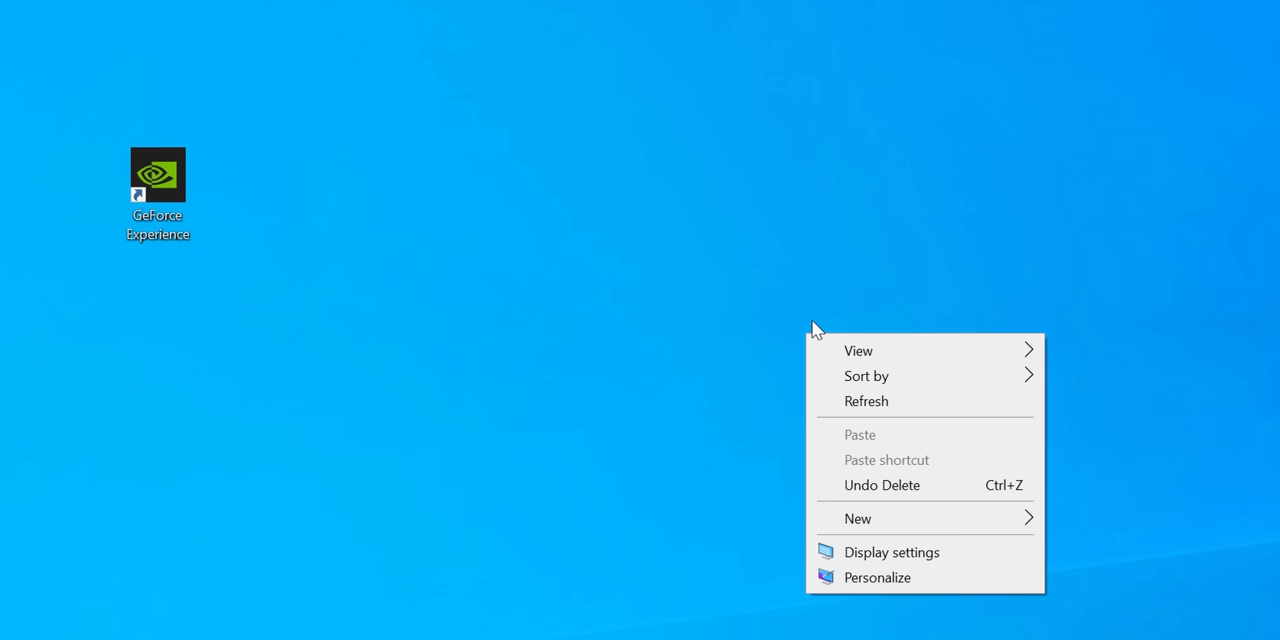 GeForce
Experience
View
Sort by
Refresh
Paste
Paste shortcut
Undo Delete Ctrl+Z
New
Display settings
Personalize